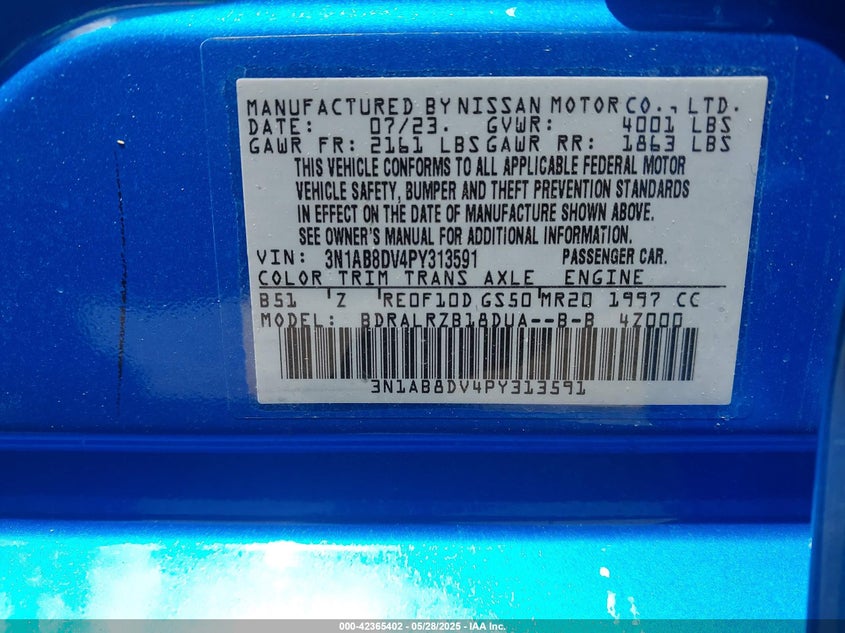 MANUFACTURED BY NISSAN MOTOR CO., LTD.
DATE: 07/23. GVWR: 4001 LBS
GAWR FR: 2161 LBS GAWR RR: 1863 LBS
THIS VEHICLE CONFORMS TO ALL APPLICABLE FEDERAL MOTOR
VEHICLE SAFETY, BUMPER AND THEFT PREVENTION STANDARDS
IN EFFECT ON THE DATE OF MANUFACTURE SHOWN ABOVE.
SEE OWNER'S MANUAL FOR ADDITIONAL INFORMATION.
VIN: 3N1AB8DV4PY313591 PASSENGER CAR.
COLOR TRIM TRANS AXLE ENGINE
B51 Z RE0F10D GS50 MR20 1997 CC
MODEL: BDRALRZB18DUA--B-B 4Z000
3N1AB8DV4PY313591
000-42365402 - 05/28/2025 - IAA Inc.